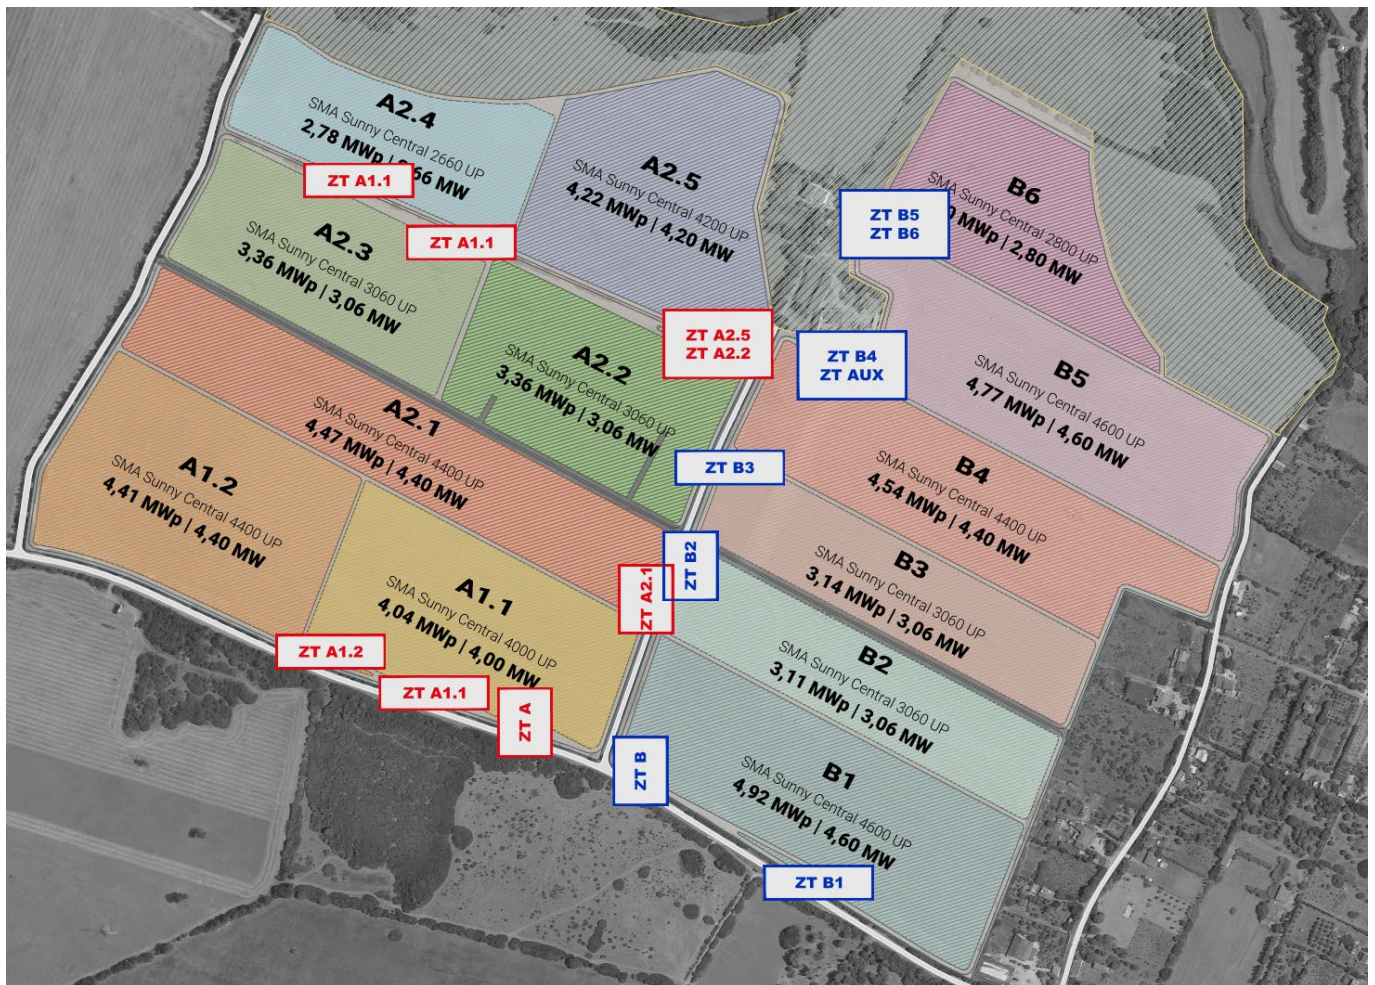 A2.4
SMA Sunny Central 2660 UP
2,78 MWp | 66 MW
ZT A1.1
A2.5
SMA Sunny Central 4200 UP
4,22 MWp | 4,20 MW
A2.3
SMA Sunny Central 3060 UP
3,36 MWp | 3,06 MW
ZT A1.1
B6
SMA Sunny Central 2800 UP
0 MWp | 2,80 MW
ZT B5
ZT B6
ZT A2.5
ZT A2.2
ZT B4
ZT AUX
A2.2
SMA Sunny Central 3060 UP
3,36 MWp | 3,06 MW
B5
SMA Sunny Central 4600 UP
4,77 MWp | 4,60 MW
A2.1
SMA Sunny Central 4400 UP
4,47 MWp | 4,40 MW
ZT B3
B4
SMA Sunny Central 4400 UP
4,54 MWp | 4,40 MW
A1.2
SMA Sunny Central 4400 UP
4,41 MWp | 4,40 MW
ZT B2
ZT A2.1
B3
SMA Sunny Central 3060 UP
3,14 MWp | 3,06 MW
A1.1
SMA Sunny Central 4000 UP
4,04 MWp | 4,00 MW
ZT A1.2
B2
SMA Sunny Central 3060 UP
3,11 MWp | 3,06 MW
ZT A1.1
ZT A
ZT B
B1
SMA Sunny Central 4600 UP
4,92 MWp | 4,60 MW
ZT B1